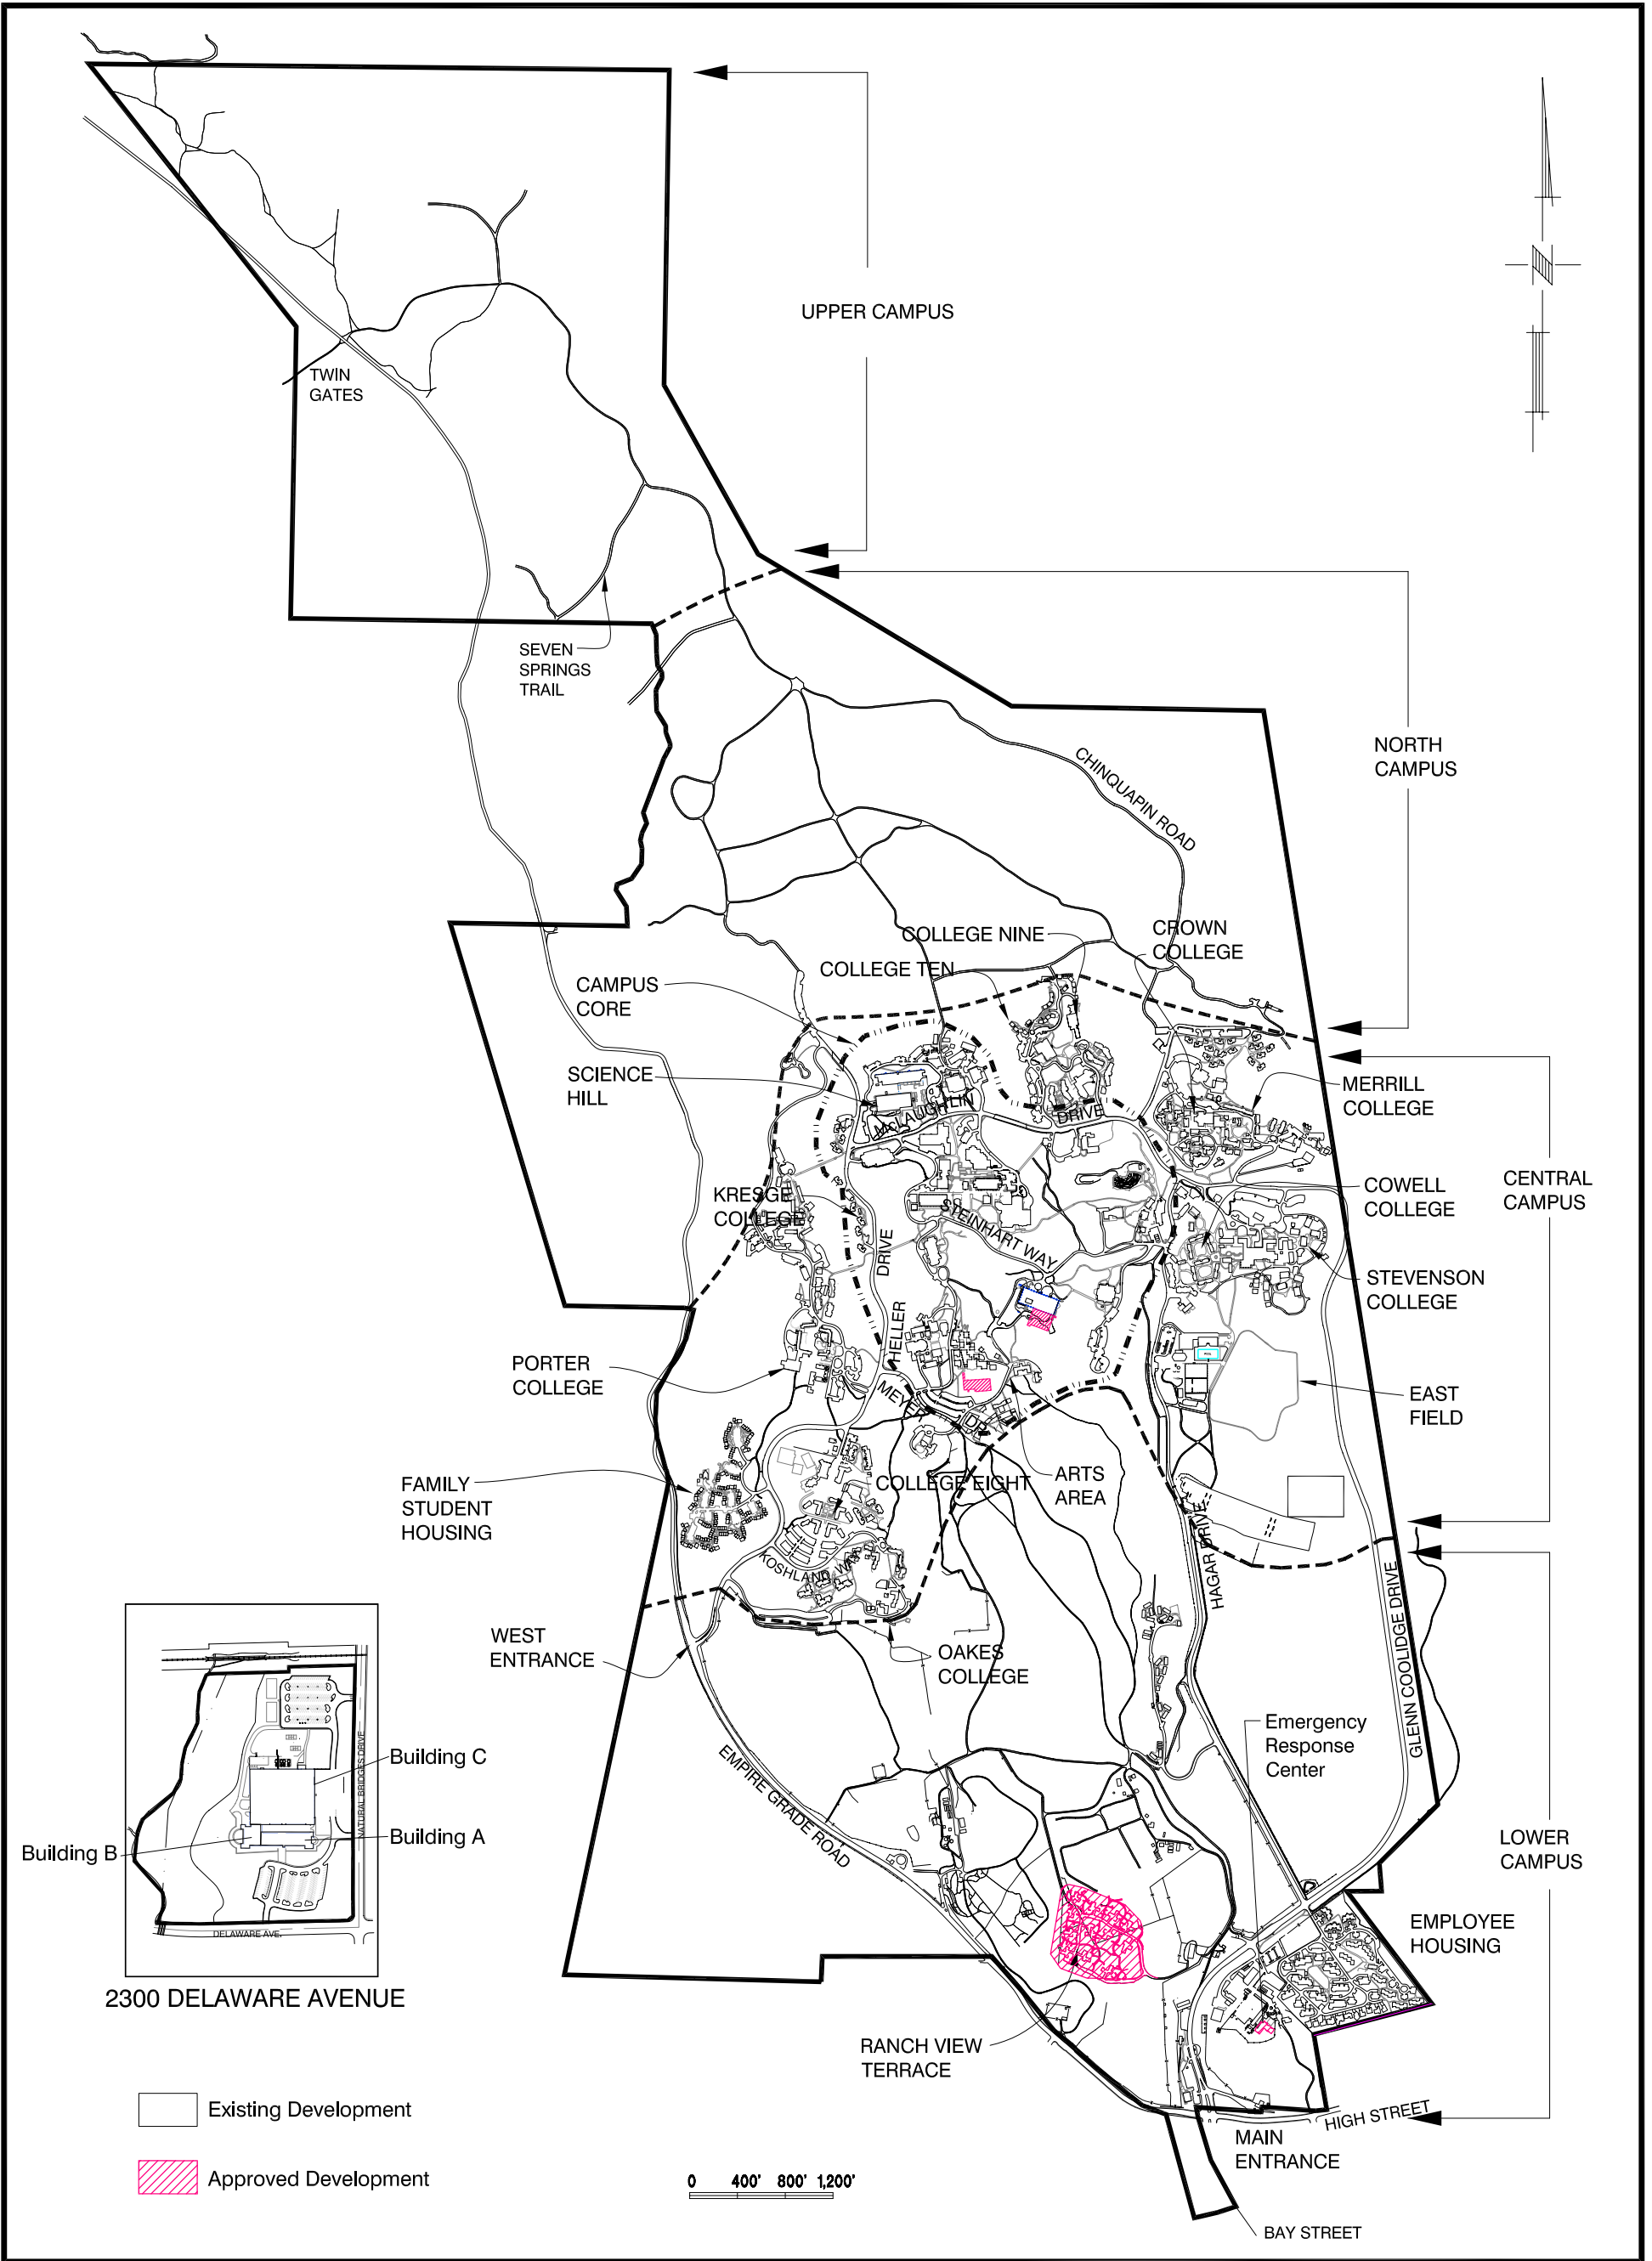 UPPER CAMPUS
TWIN
GATES
SEVEN
SPRINGS
TRAIL
NORTH
CAMPUS
CHINQUAPIN ROAD
COLLEGE NINE
CROWN
COLLEGE
COLLEGE TEN
CAMPUS
CORE
SCIENCE
HILL
McLAUGHLIN
DRIVE
MERRILL
COLLEGE
KRESGE
COLLEGE
STEINHART WAY
COWELL
COLLEGE
CENTRAL
CAMPUS
HELLER
DRIVE
STEVENSON
COLLEGE
PORTER
COLLEGE
MEYER
DR
EAST
FIELD
FAMILY
STUDENT
HOUSING
COLLEGE EIGHT
ARTS
AREA
HAGAR DRIVE
KOSHLAND WAY
GLENN COOLIDGE DRIVE
WEST
ENTRANCE
OAKES
COLLEGE
Emergency
Response
Center
EMPIRE GRADE ROAD
Building C
NATURAL BRIDGES DRIVE
Building A
Building B
DELAWARE AVE.
2300 DELAWARE AVENUE
LOWER
CAMPUS
EMPLOYEE
HOUSING
RANCH VIEW
TERRACE
Existing Development
Approved Development
HIGH STREET
MAIN
ENTRANCE
0 400' 800' 1,200'
BAY STREET